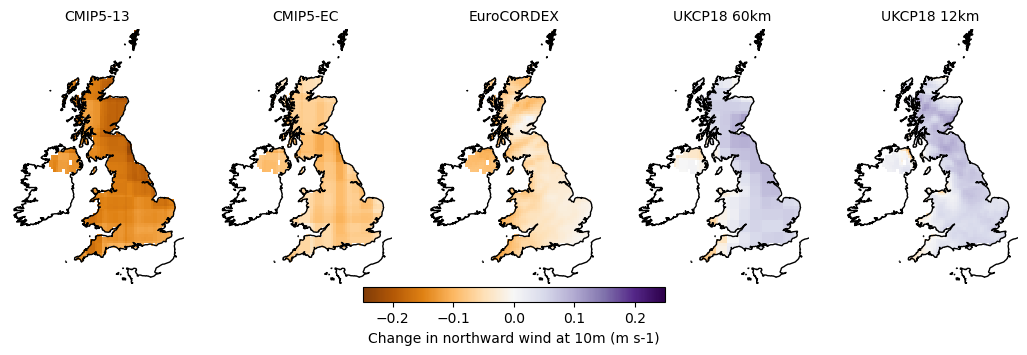 CMIP5-13 CMIP5-EC EuroCORDEX UKCP18 60km UKCP18 12km
−0.2 −0.1 0.0 0.1 0.2
Change in northward wind at 10m (m s-1)